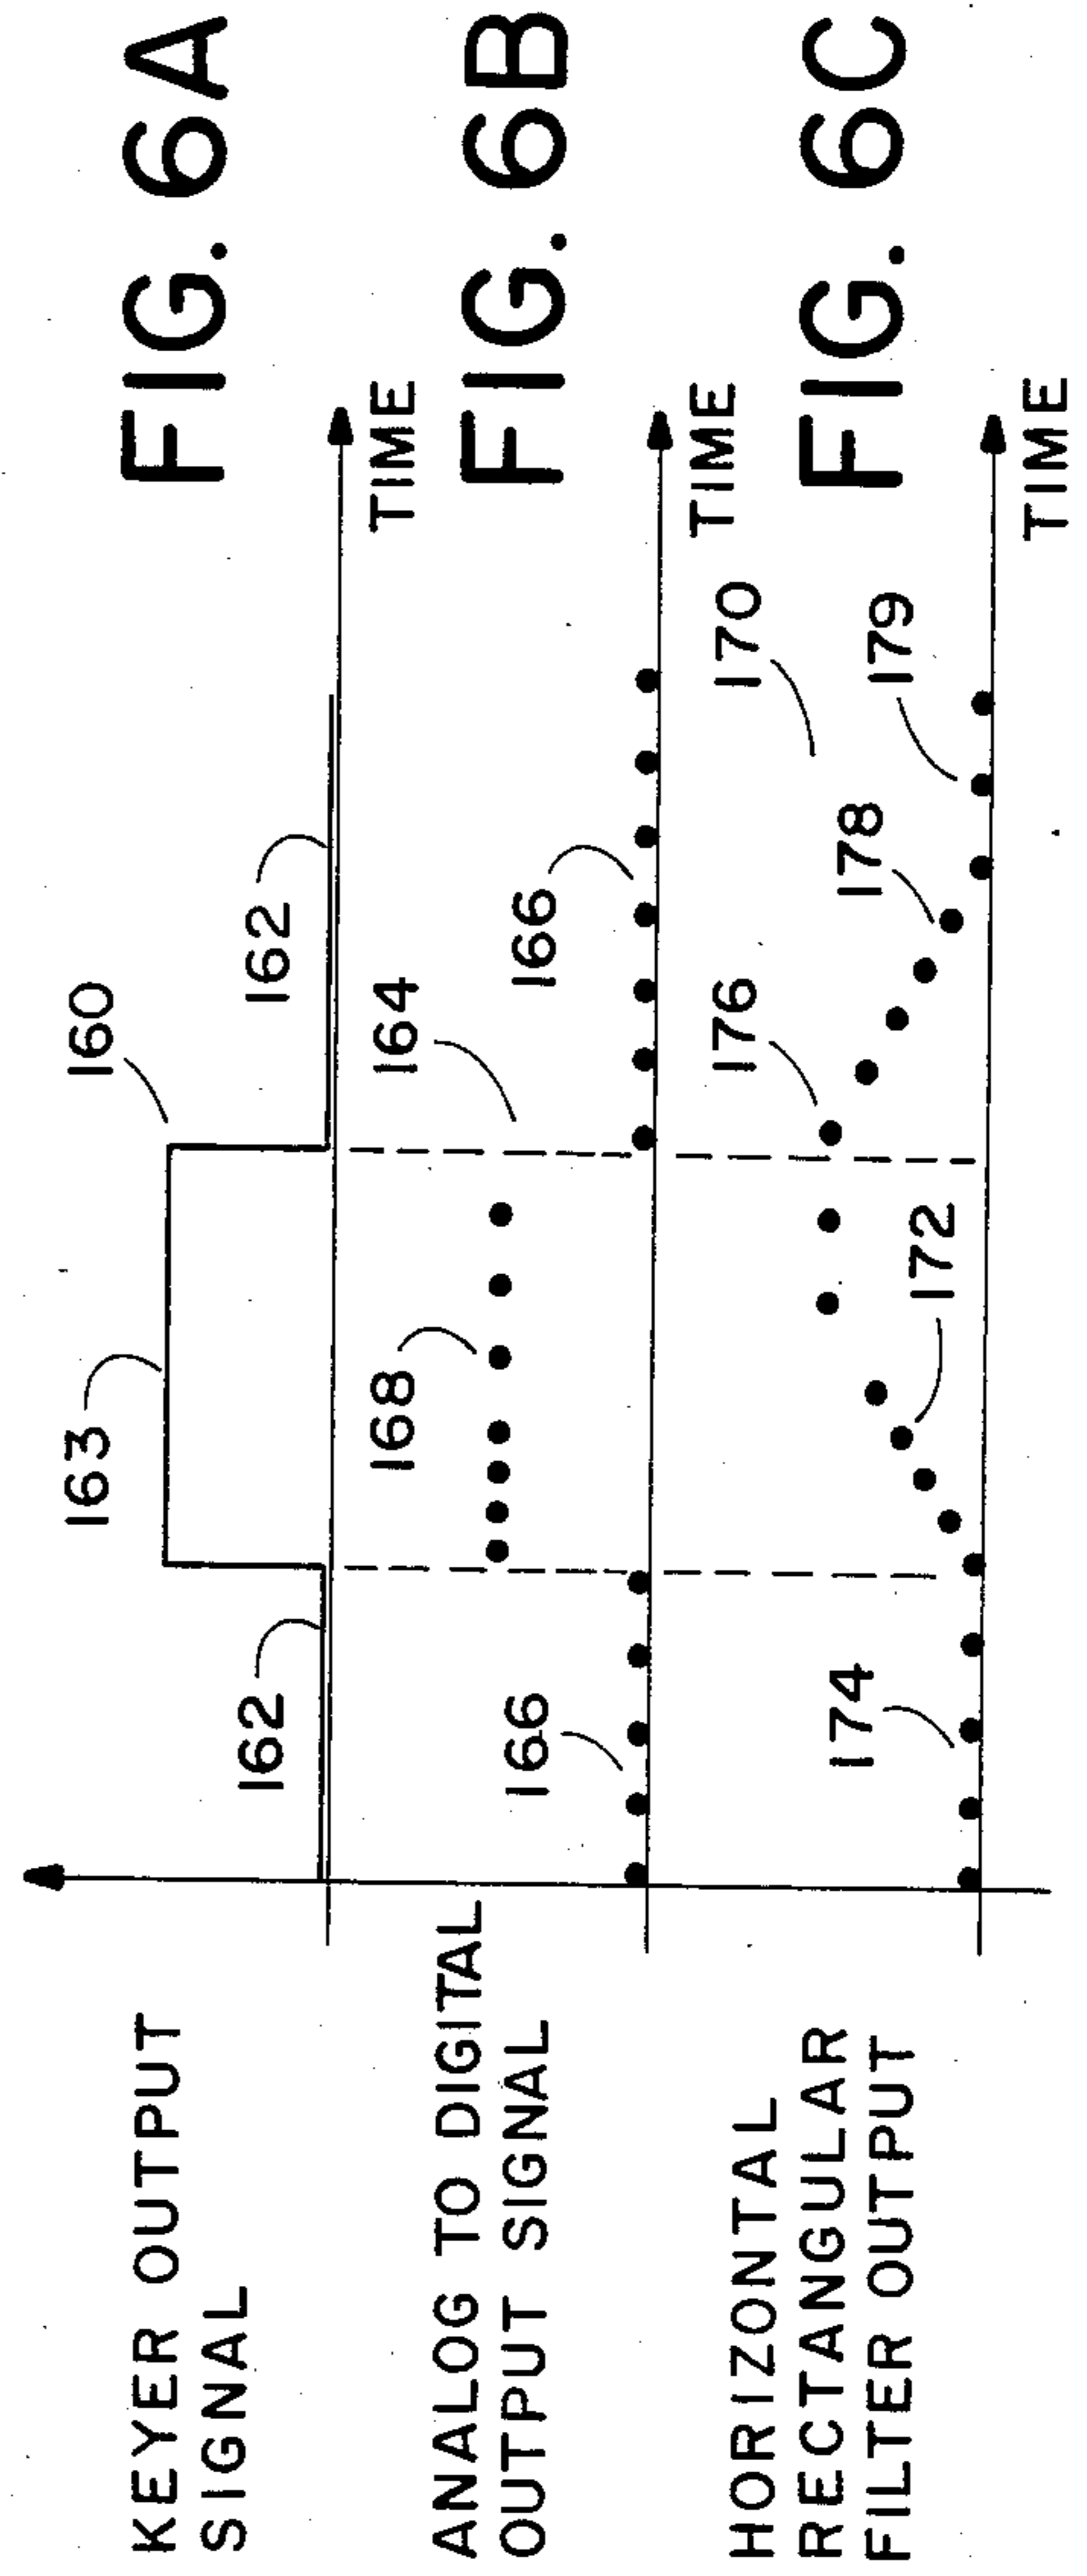 KEYER OUTPUT
SIGNAL
163
160
162
162
FIG. 6A
TIME
ANALOG TO DIGITAL
OUTPUT SIGNAL
168
164
166
166
FIG. 6B
TIME
HORIZONTAL
RECTANGULAR
FILTER OUTPUT
174
172
176
178
170
179
FIG. 6C
TIME